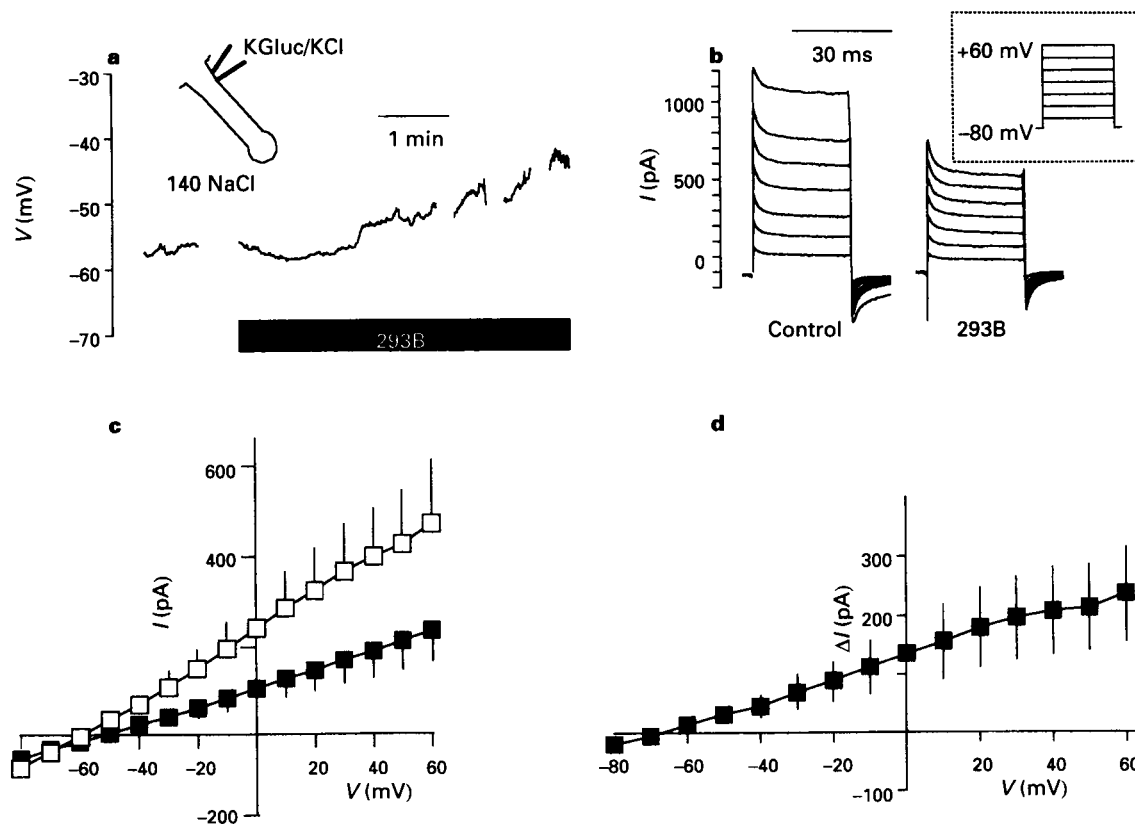 a
KGluc/KCl
140 NaCl
1 min
V (mV)
−30
−40
−50
−60
−70
293B
b
30 ms
I (pA)
1000
500
0
Control
293B
+60 mV
−80 mV
c
I (pA)
600
400
−200
−60
−40
−20
20
40
60
V (mV)
d
ΔI (pA)
300
200
−100
−80
−60
−40
−20
20
40
60
V (mV)